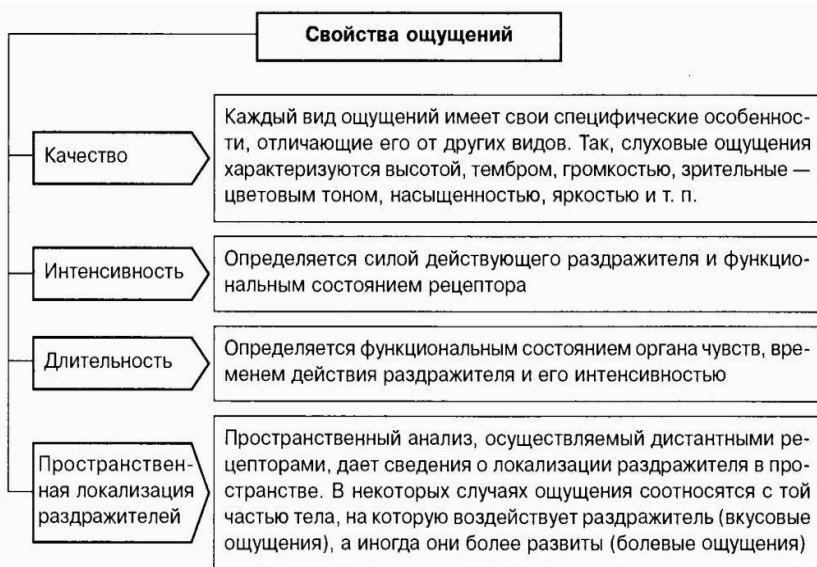 Свойства ощущений
Качество
Каждый вид ощущений имеет свои специфические особеннос-
ти, отличающие его от других видов. Так, слуховые ощущения
характеризуются высотой, тембром, громкостью, зрительные —
цветовым тоном, насыщенностью, яркостью и т. п.
Интенсивность
Определяется силой действующего раздражителя и функцио-
нальным состоянием рецептора
Длительность
Определяется функциональным состоянием органа чувств, вре-
менем действия раздражителя и его интенсивностью
Пространствен-
ная локализация
раздражителей
Пространственный анализ, осуществляемый дистантными ре-
цепторами, дает сведения о локализации раздражителя в про-
странстве. В некоторых случаях ощущения соотносятся с той
частью тела, на которую воздействует раздражитель (вкусовые
ощущения), а иногда они более развиты (болевые ощущения)